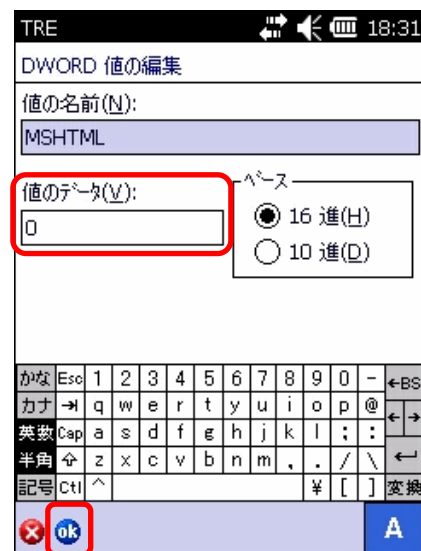 TRE 18:31
DWORD 値の編集
値の名前(N):
MSHTML
値のデータ(V):
0
ベース
16 進(H)
10 進(D)
かな Esc 1 2 3 4 5 6 7 8 9 0 - ←BS
カナ →| q w e r t y u i o p @ ← →
英数 Cap a s d f g h j k l ; :
半角 ⇧ z x c v b n m , . / \ ←┘
記号 Ctl ^ ¥ [ ] 変換
ok A